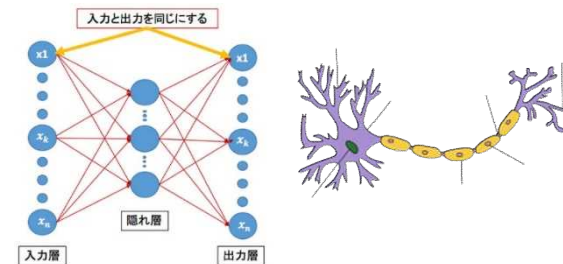 入力と出力を同じにする
x1
x1
xk
xk
xn
xn
隠れ層
入力層
出力層